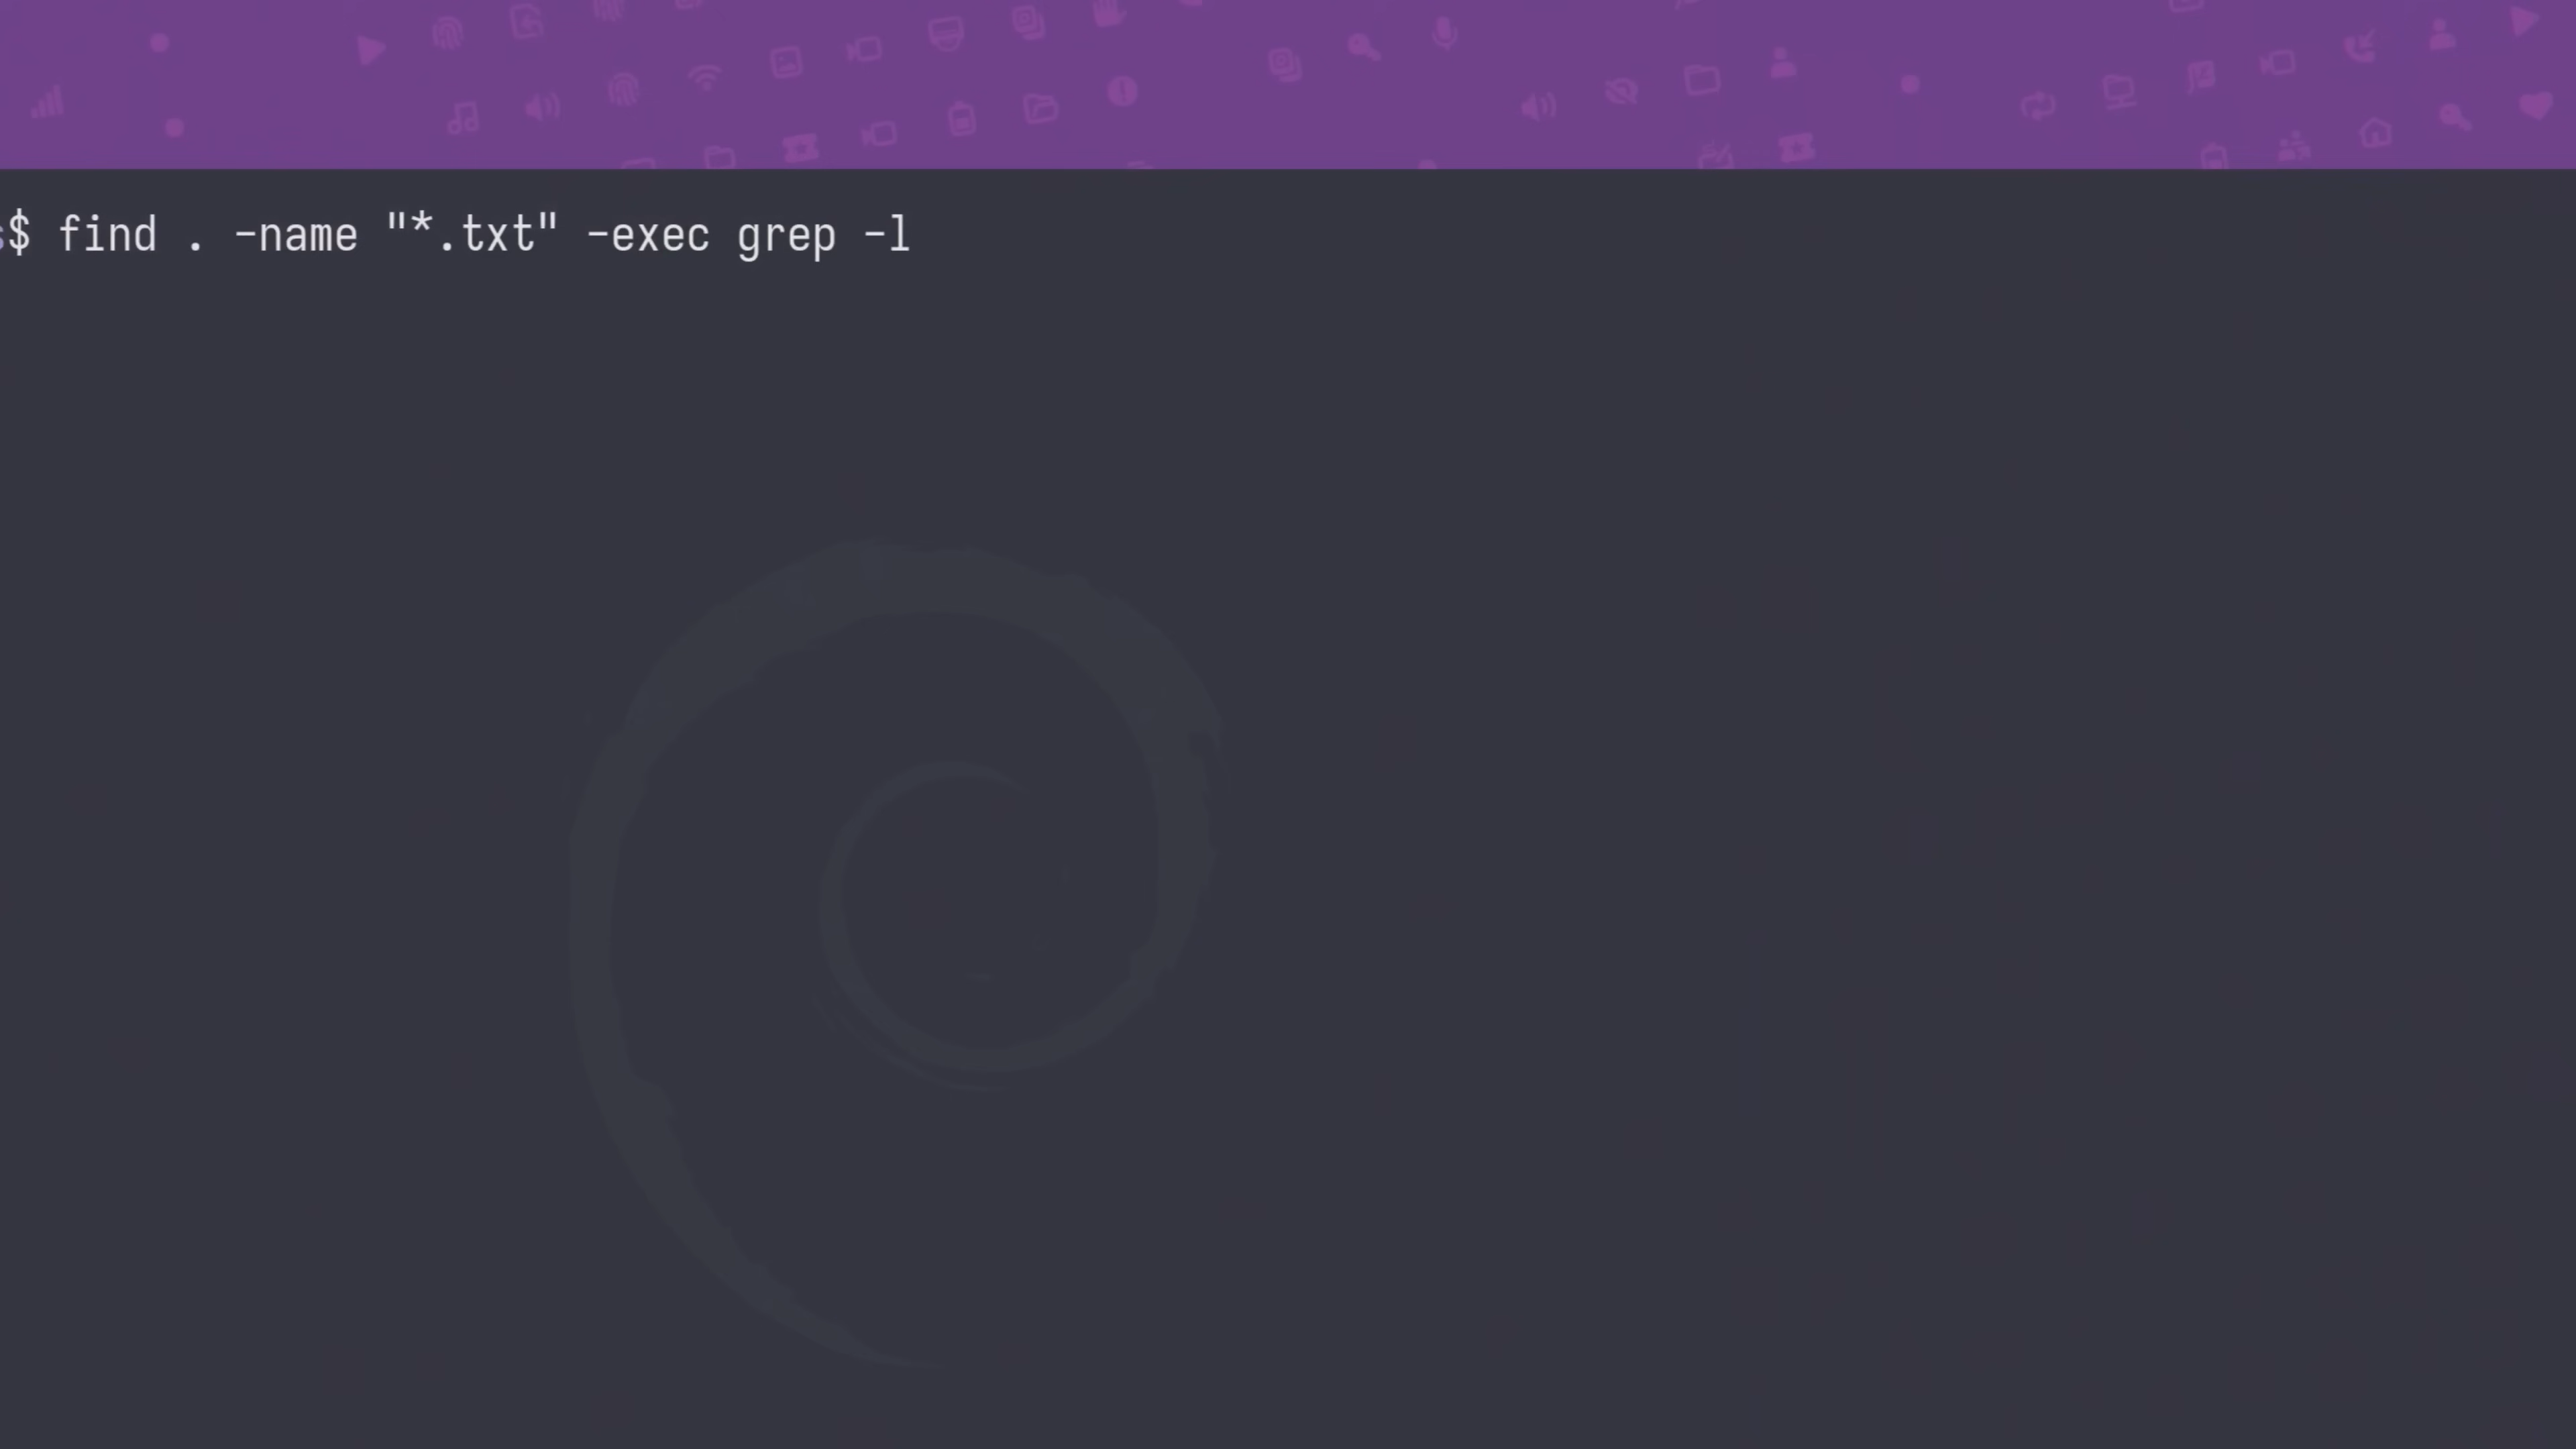 $ find . -name "*.txt" -exec grep -l